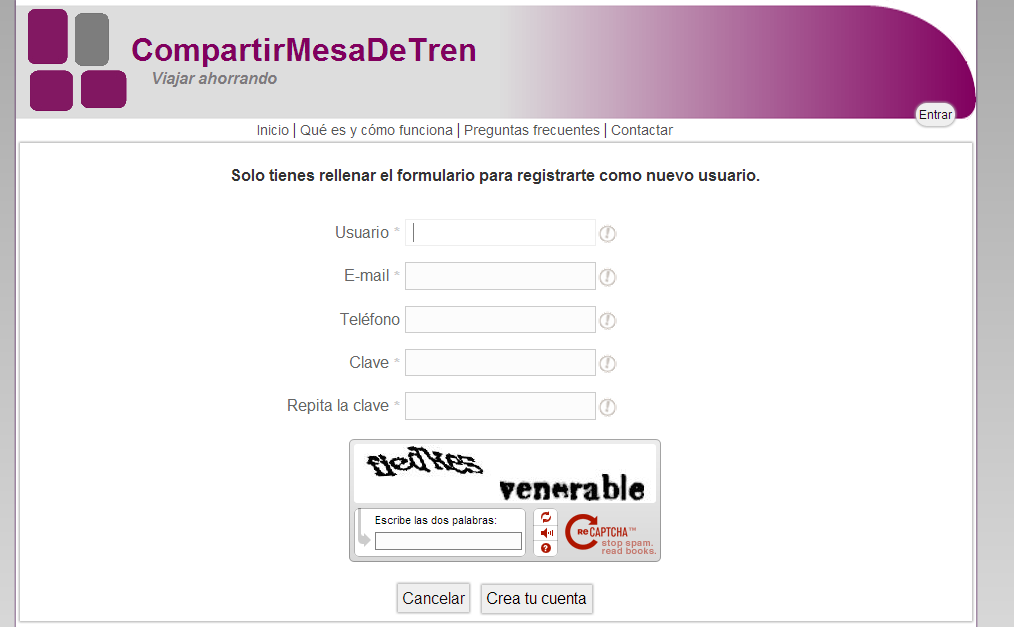 CompartirMesaDeTren
Viajar ahorrando
Entrar
Inicio | Qué es y cómo funciona | Preguntas frecuentes | Contactar
Solo tienes rellenar el formulario para registrarte como nuevo usuario.
Usuario *
E-mail *
Teléfono
Clave *
Repita la clave *
venerable
Escribe las dos palabras:
reCAPTCHA™
stop spam.
read books.
Cancelar
Crea tu cuenta